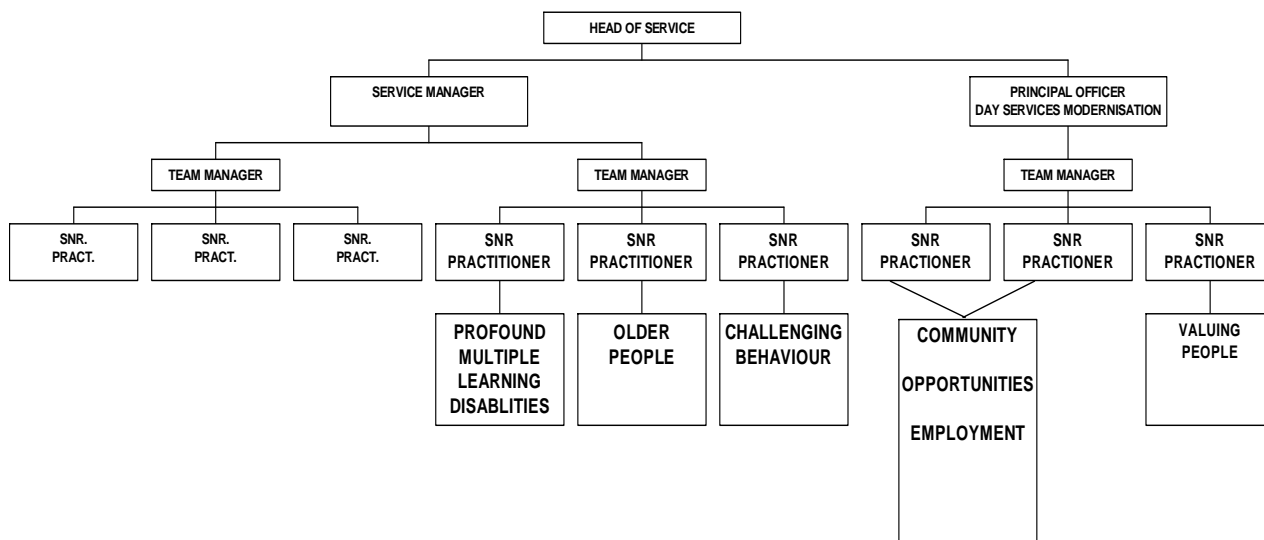 HEAD OF SERVICE
SERVICE MANAGER
PRINCIPAL OFFICER
DAY SERVICES MODERNISATION
TEAM MANAGER
TEAM MANAGER
TEAM MANAGER
SNR.
PRACT.
SNR.
PRACT.
SNR.
PRACT.
SNR
PRACTITIONER
SNR
PRACTITIONER
SNR
PRACTITIONER
SNR
PRACTIONER
SNR
PRACTIONER
SNR
PRACTIONER
PROFOUND
MULTIPLE
LEARNING
DISABLITIES
OLDER
PEOPLE
CHALLENGING
BEHAVIOUR
COMMUNITY
OPPORTUNITIES
EMPLOYMENT
VALUING
PEOPLE